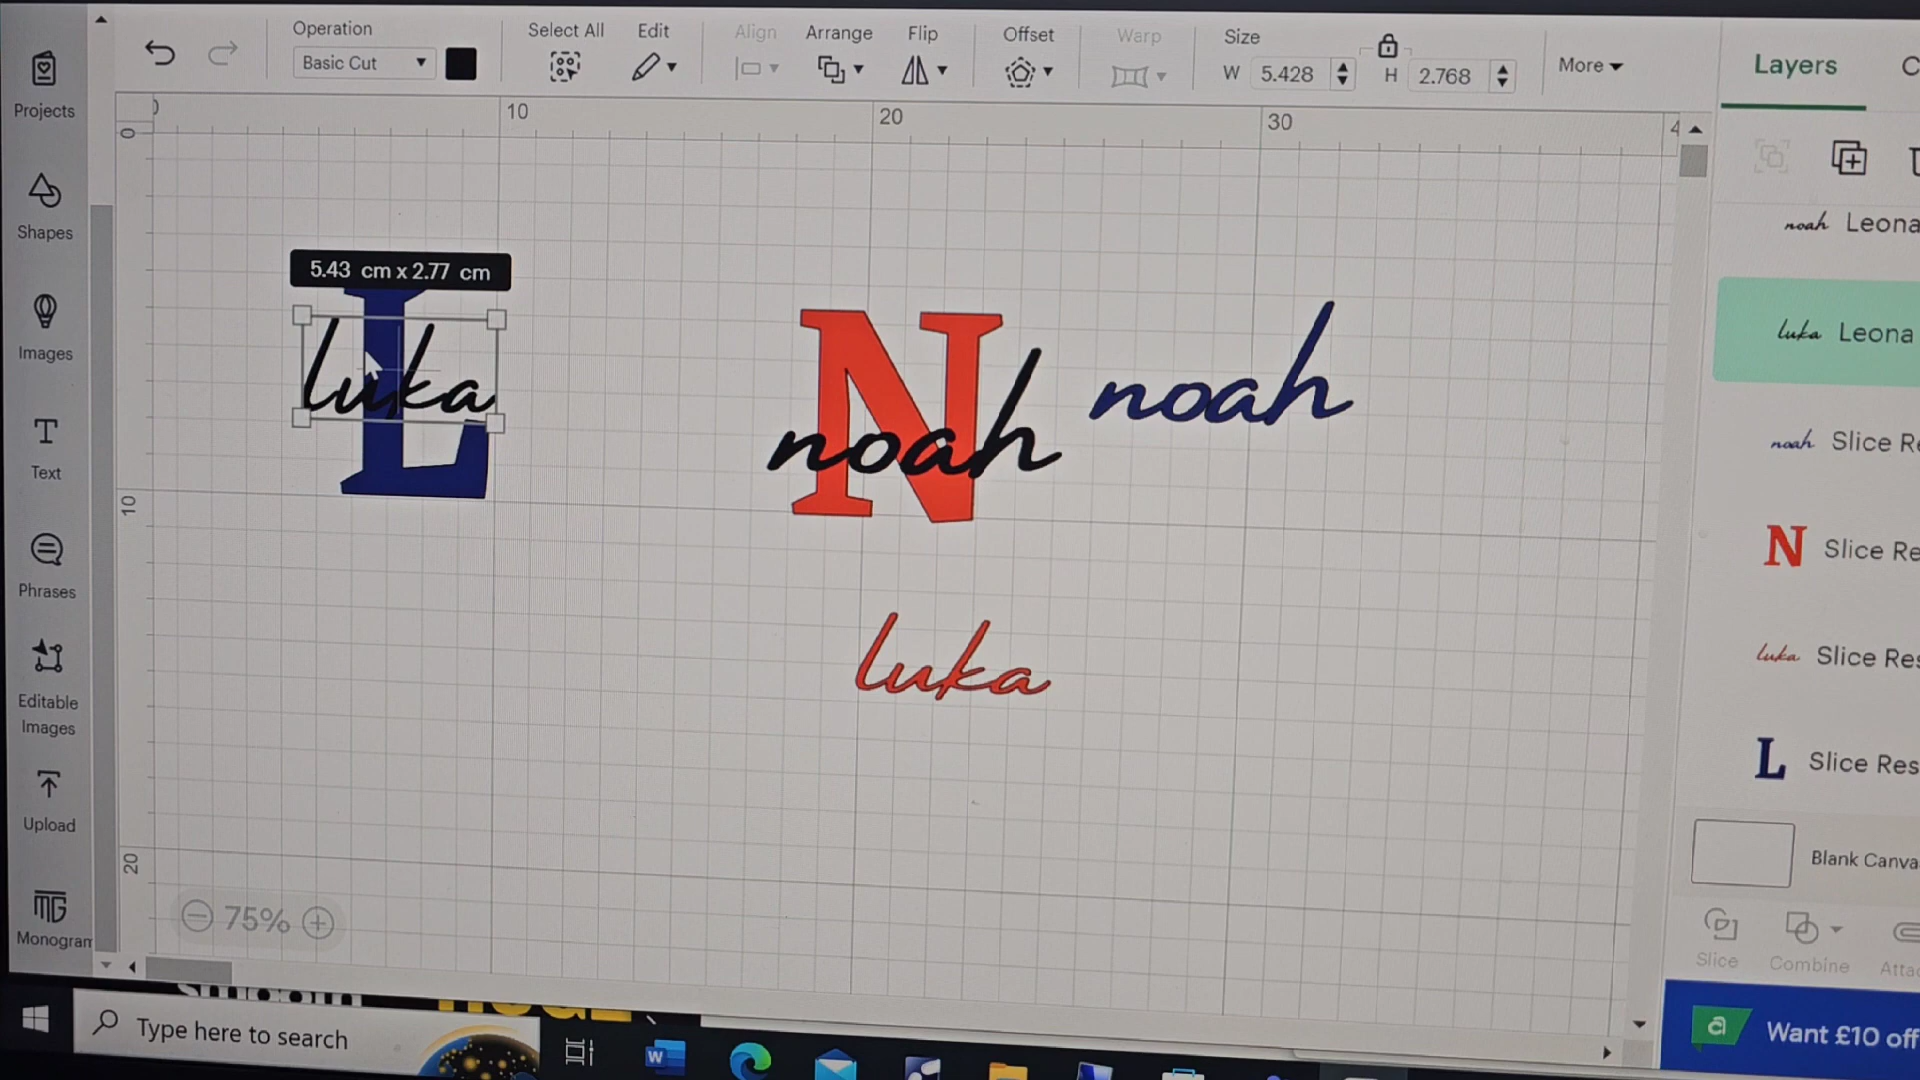 Operation
Basic Cut
Select All
Edit
Align
Arrange
Flip
Offset
Warp
Size
W 5.428
H 2.768
More
Layers
C
Projects
Shapes
Images
Text
Phrases
Editable
Images
Upload
Monogram
0
10
20
30
4
0
10
20
5.43 cm x 2.77 cm
L
luka
N
noah
noah
luka
75%
noah Leona
luka Leona
noah Slice Re
N Slice Re
luka Slice Res
L Slice Res
Blank Canva
Slice
Combine
Attac
a Want £10 off
Type here to search
W